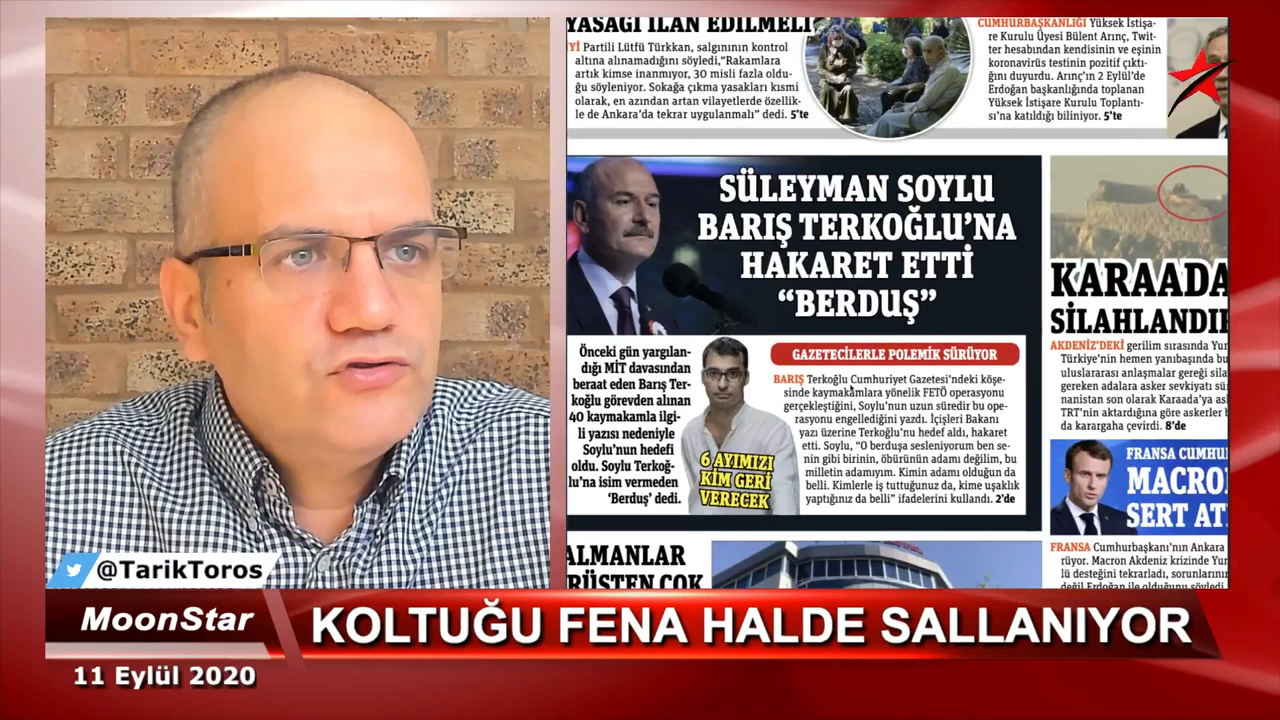 YASAĞI İLAN EDİLMELİ
Yİ Partili Lütfü Türkkan, salgınının kontrol
altına alınamadığını söyledi,“Rakamlara
artık kimse inanmıyor, 30 misli fazla oldu-
ğu söyleniyor. Sokağa çıkma yasakları kısmi
olarak, en azından artan vilayetlerde özellik-
le de Ankara’da tekrar uygulanmalı” dedi. 5’te
CUMHURBAŞKANLIĞI Yüksek İstişa-
re Kurulu Üyesi Bülent Arınç, Twit-
ter hesabından kendisinin ve eşinin
koronavirüs testinin pozitif çıktı-
ğını duyurdu. Arınç’ın 2 Eylül’de
Erdoğan başkanlığında toplanan
Yüksek İstişare Kurulu Toplantı-
sı’na katıldığı biliniyor. 5’te
SÜLEYMAN SOYLU
BARIŞ TERKOĞLU’NA
HAKARET ETTİ
“BERDUŞ”
Önceki gün yargılan-
dığı MİT davasından
beraat eden Barış Ter-
koğlu görevden alınan
40 kaymakamla ilgi-
li yazısı nedeniyle
Soylu’nun hedefi
oldu. Soylu Terkoğ-
lu’na isim vermeden
‘Berduş’ dedi.
6 AYIMIZI
KİM GERİ
VERECEK
GAZETECİLERLE POLEMİK SÜRÜYOR
BARIŞ Terkoğlu Cumhuriyet Gazetesi’ndeki köşe-
sinde kaymakamlara yönelik FETÖ operasyonu
gerçekleştiğini, Soylu’nun uzun süredir bu ope-
rasyonu engellediğini yazdı. İçişleri Bakanı
yazı üzerine Terkoğlu’nu hedef aldı, hakaret
etti. Soylu, “O berduşa sesleniyorum ben se-
nin gibi birinin, öbürünün adamı değilim, bu
milletin adamıyım. Kimin adamı olduğun da
belli. Kimlerle iş tuttuğunuz da, kime uşaklık
yaptığınız da belli” ifadelerini kullandı. 2’de
KARAADA
SİLAHLANDI
AKDENİZ’DEKİ gerilim sırasında Yun
Türkiye’nin hemen yanıbaşında bu
uluslararası anlaşmalar gereği sila
gereken adalara asker sevkiyatı sür
nanistan son olarak Karaada’ya as
TRT’nin aktardığına göre askerler b
da karargaha çevirdi. 8’de
FRANSA CUMHU
MACRO
SERT AT
FRANSA Cumhurbaşkanı’nın Ankara
rüyor. Macron Akdeniz krizinde Yun
lü desteğini tekrarladı, sorunların
değil Erdoğan ile olduğunu söyledi
ALMANLAR
RÜSTEN ÇOK
@TarikToros
MoonStar
KOLTUĞU FENA HALDE SALLANIYOR
11 Eylül 2020